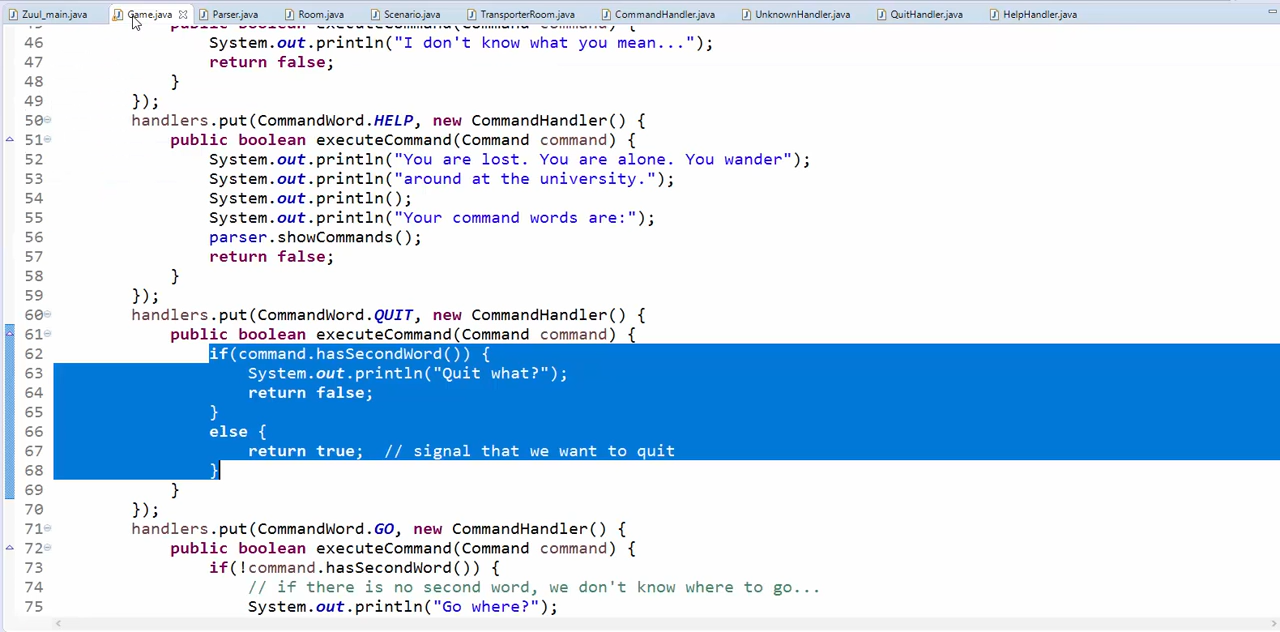 Zuul_main.java Game.java Parser.java Room.java Scenario.java TransporterRoom.java CommandHandler.java UnknownHandler.java QuitHandler.java HelpHandler.java
45 public boolean executeCommand(Command command) {
46 System.out.println("I don't know what you mean...");
47 return false;
48 }
49 });
50 handlers.put(CommandWord.HELP, new CommandHandler() {
51 public boolean executeCommand(Command command) {
52 System.out.println("You are lost. You are alone. You wander");
53 System.out.println("around at the university.");
54 System.out.println();
55 System.out.println("Your command words are:");
56 parser.showCommands();
57 return false;
58 }
59 });
60 handlers.put(CommandWord.QUIT, new CommandHandler() {
61 public boolean executeCommand(Command command) {
62 if(command.hasSecondWord()) {
63 System.out.println("Quit what?");
64 return false;
65 }
66 else {
67 return true;  // signal that we want to quit
68 }
69 }
70 });
71 handlers.put(CommandWord.GO, new CommandHandler() {
72 public boolean executeCommand(Command command) {
73 if(!command.hasSecondWord()) {
74 // if there is no second word, we don't know where to go...
75 System.out.println("Go where?");